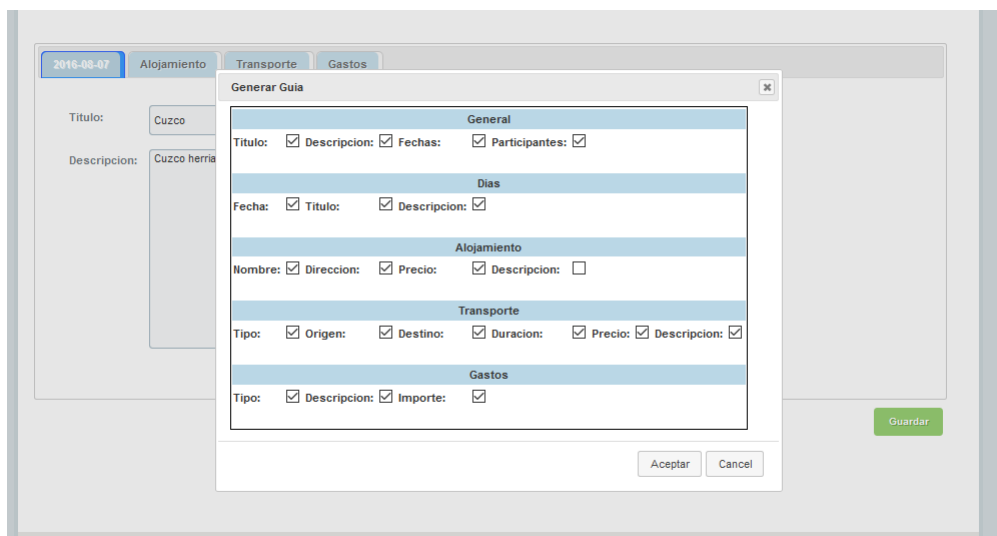 2016-08-07 Alojamiento Transporte Gastos
Generar Guia
Titulo: Cuzco
Descripcion: Cuzco herria
General
Titulo: Descripcion: Fechas: Participantes:
Dias
Fecha: Titulo: Descripcion:
Alojamiento
Nombre: Direccion: Precio: Descripcion:
Transporte
Tipo: Origen: Destino: Duracion: Precio: Descripcion:
Gastos
Tipo: Descripcion: Importe:
Guardar
Aceptar Cancel